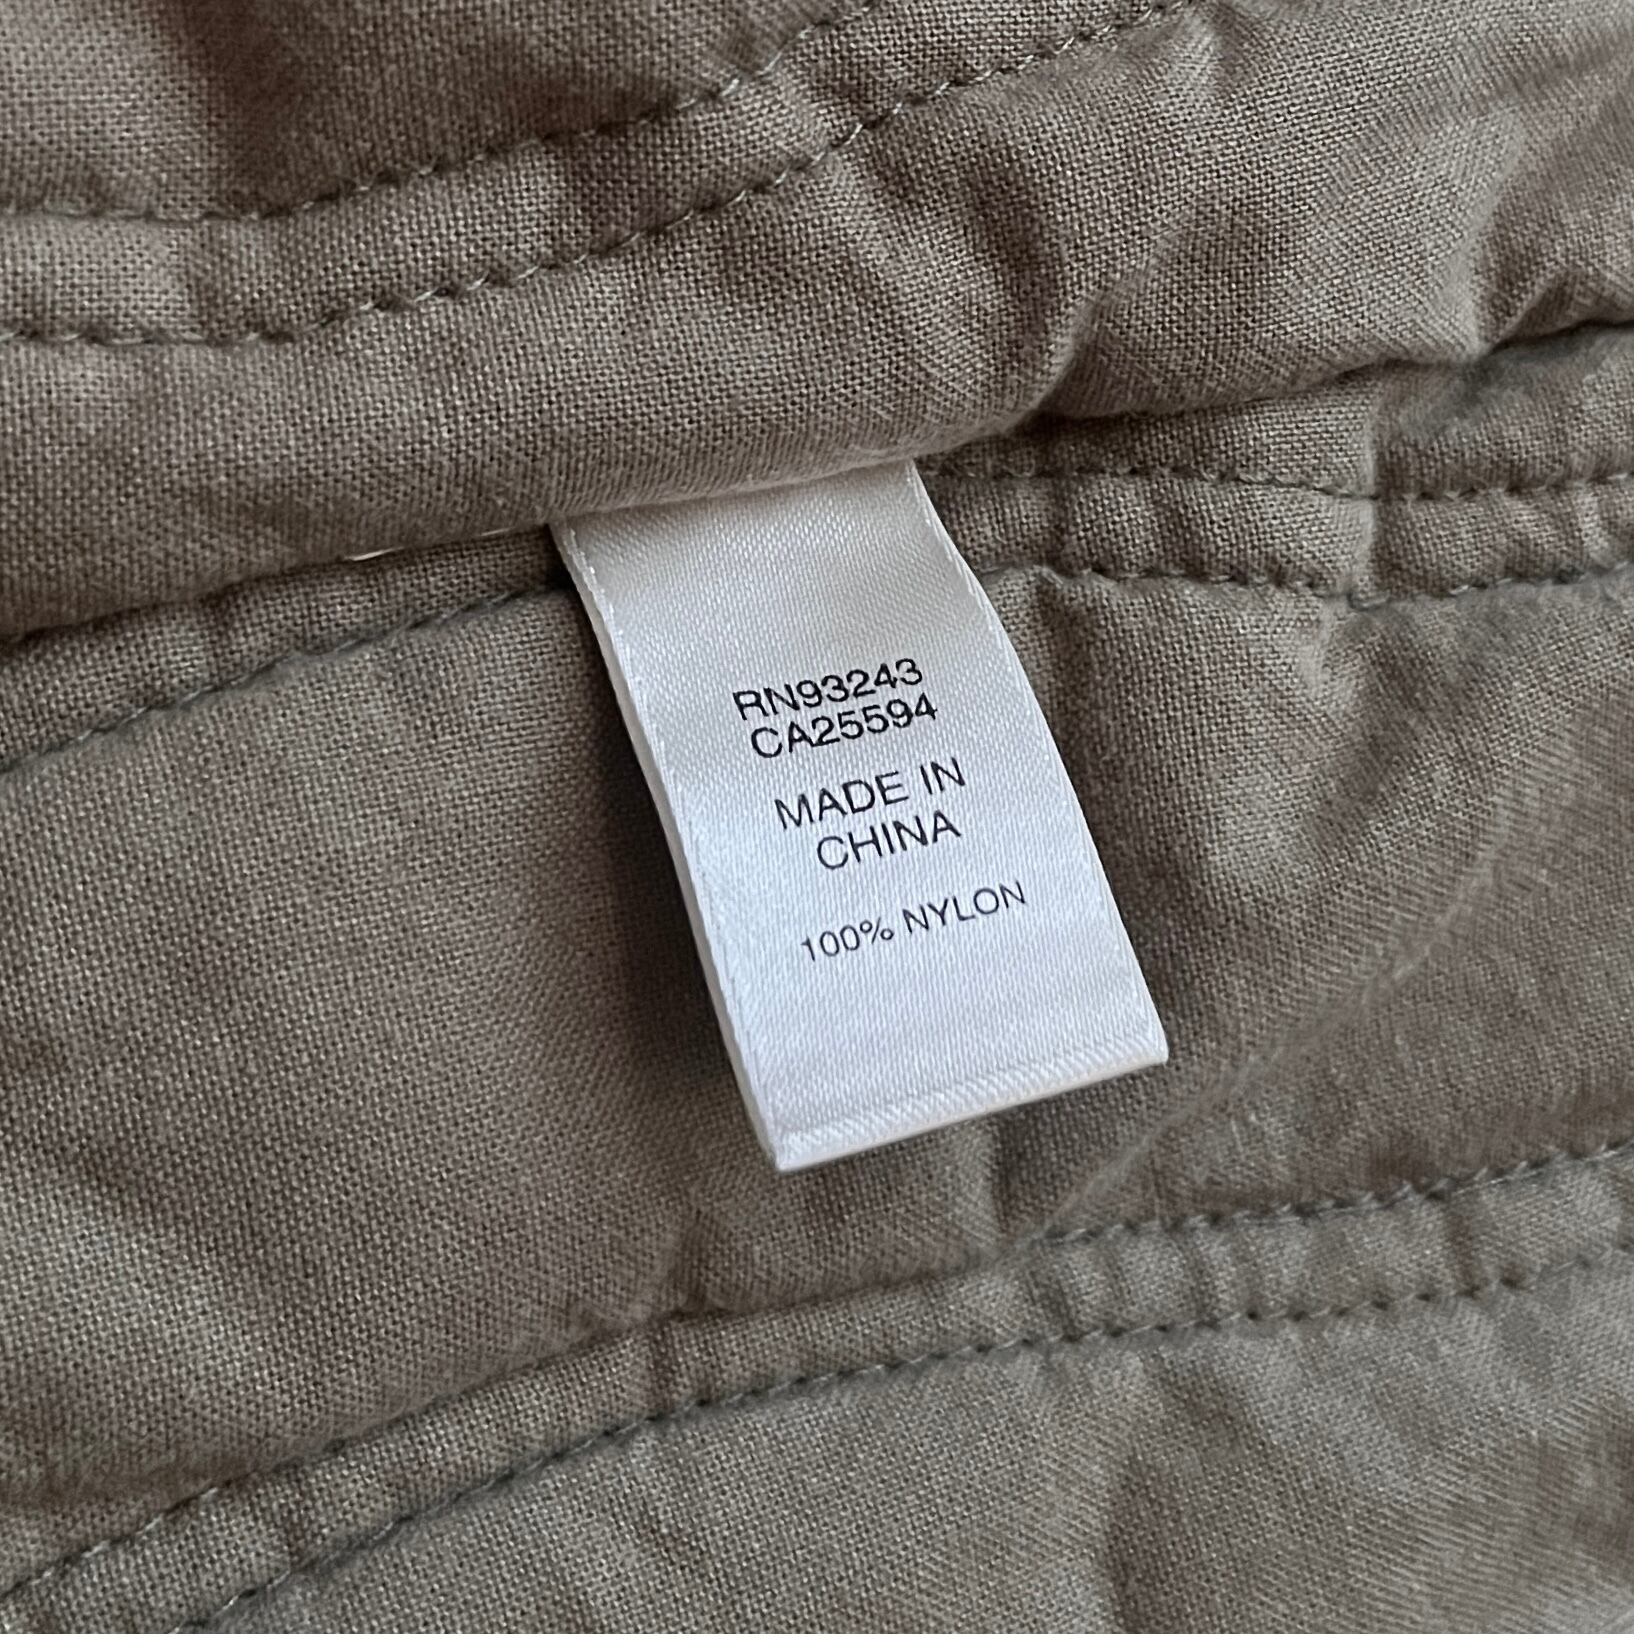 RN93243
CA25594
MADE IN
CHINA
100% NYLON